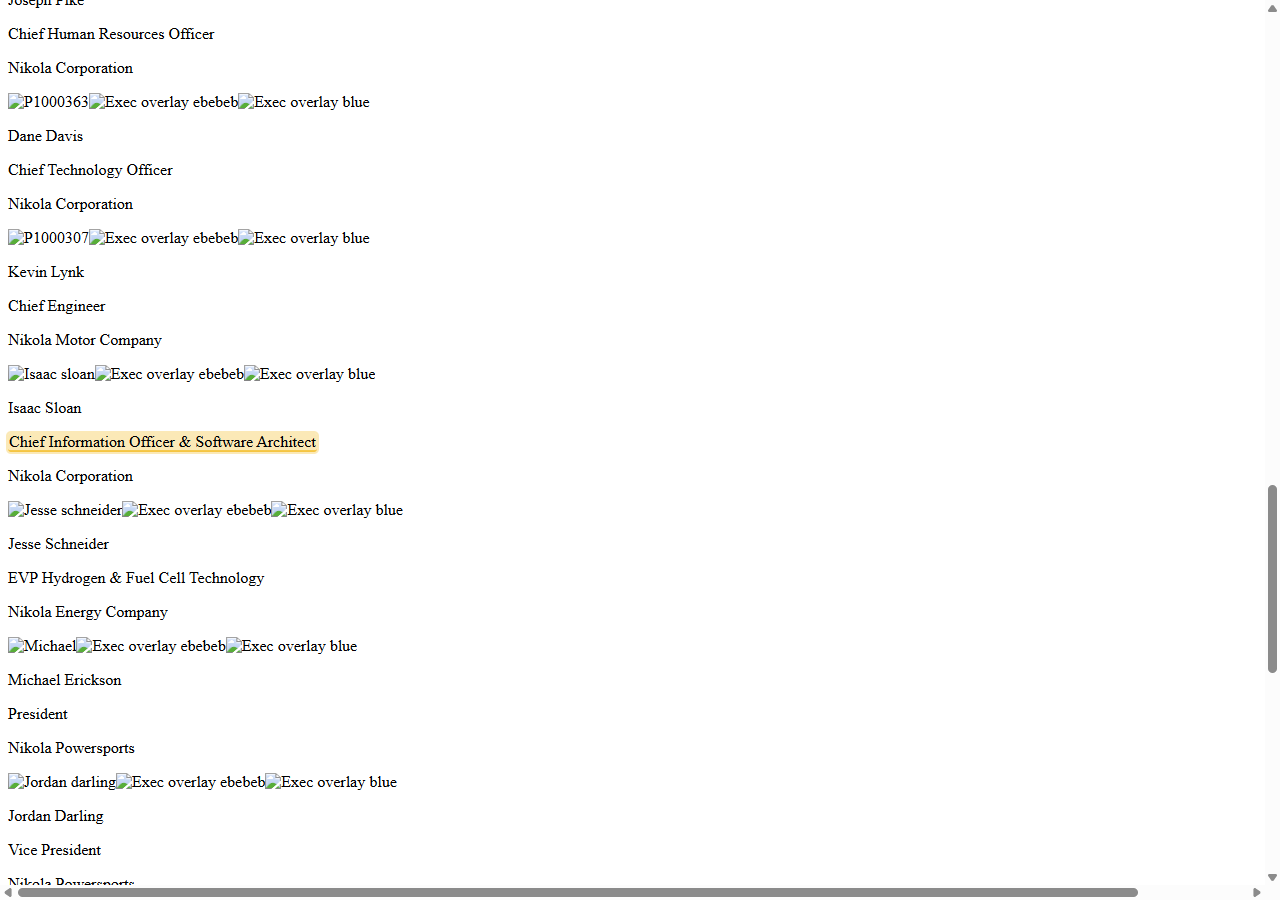 Joseph Pike
Chief Human Resources Officer
Nikola Corporation
P1000363Exec overlay ebebebExec overlay blue
Dane Davis
Chief Technology Officer
Nikola Corporation
P1000307Exec overlay ebebebExec overlay blue
Kevin Lynk
Chief Engineer
Nikola Motor Company
Isaac sloanExec overlay ebebebExec overlay blue
Isaac Sloan
Chief Information Officer & Software Architect
Nikola Corporation
Jesse schneiderExec overlay ebebebExec overlay blue
Jesse Schneider
EVP Hydrogen & Fuel Cell Technology
Nikola Energy Company
MichaelExec overlay ebebebExec overlay blue
Michael Erickson
President
Nikola Powersports
Jordan darlingExec overlay ebebebExec overlay blue
Jordan Darling
Vice President
Nikola Powersports